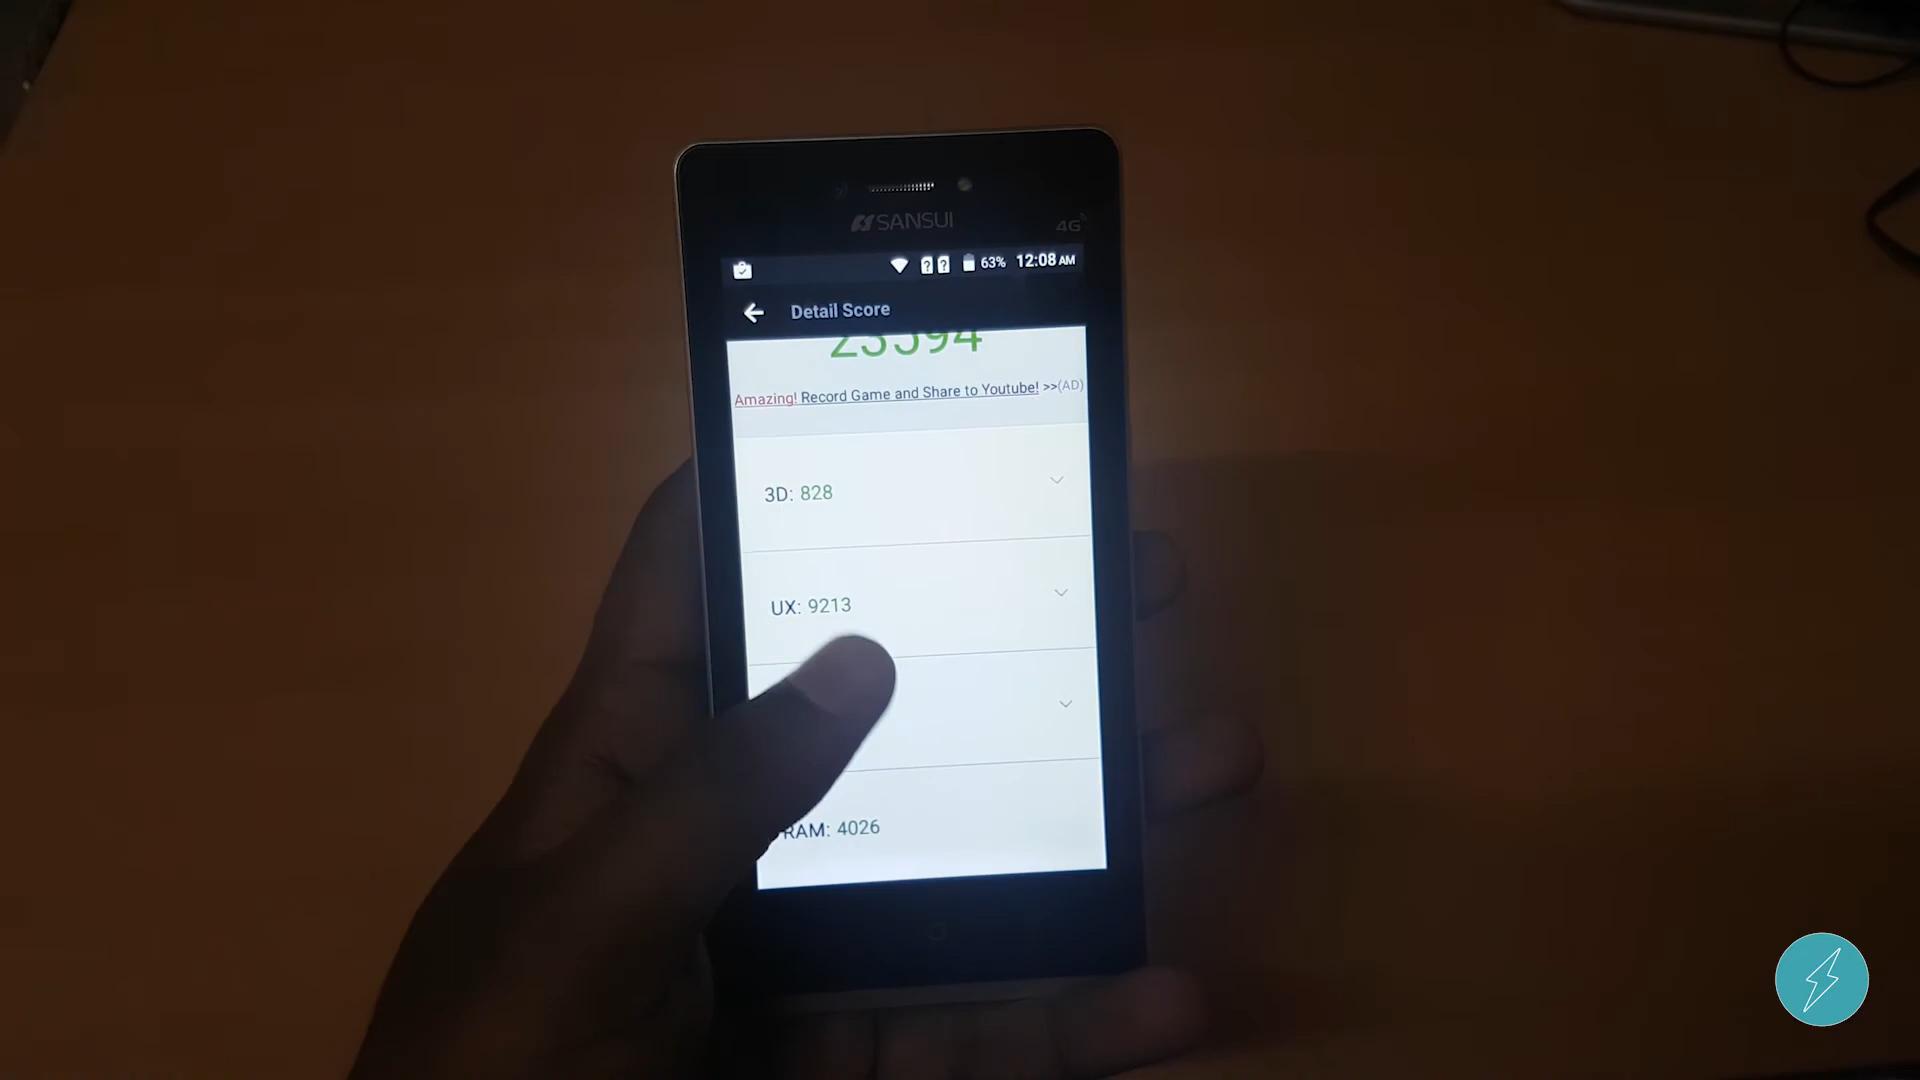 SANSUI
4G
63% 12:08 AM
Detail Score
23594
Amazing! Record Game and Share to Youtube! >>(AD)
3D: 828
UX: 9213
RAM: 4026